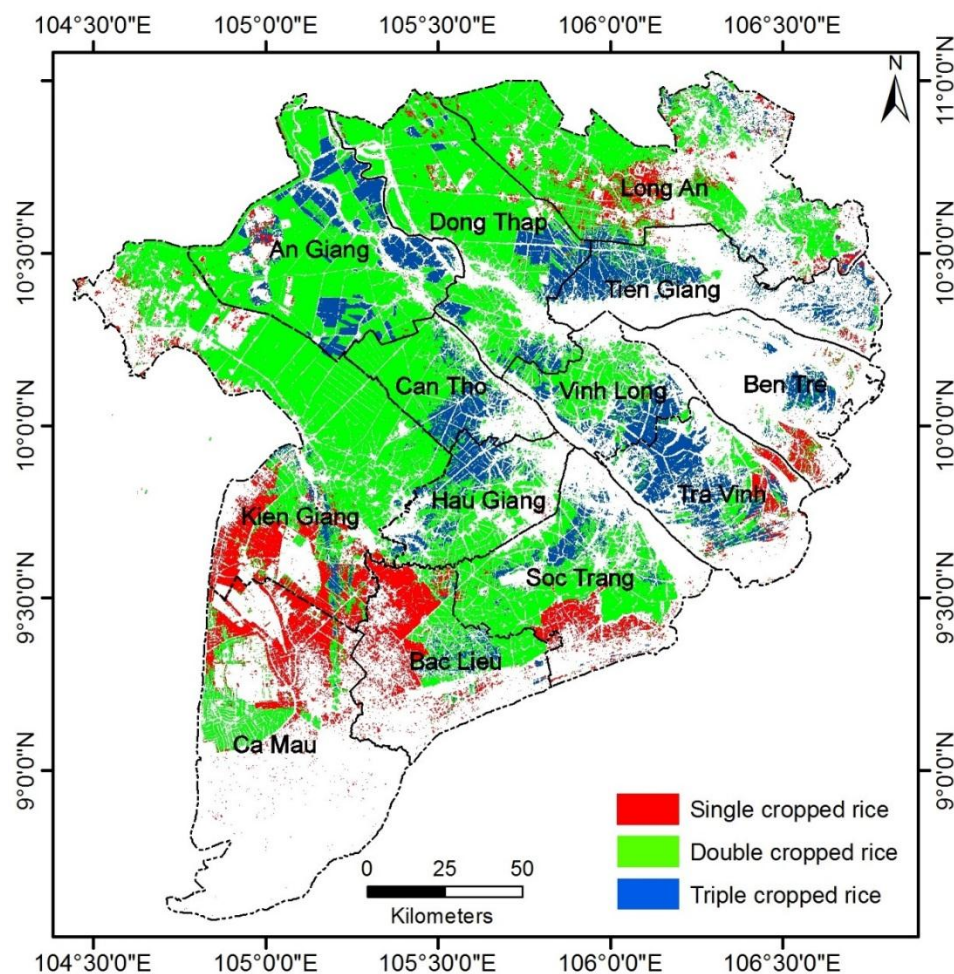 104°30'0"E 105°0'0"E 105°30'0"E 106°0'0"E 106°30'0"E
N
11°0'0"N
11°0'0"N
Long An
Dong Thap
An Giang
10°30'0"N
10°30'0"N
Tien Giang
Can Tho
Vinh Long
Ben Tre
10°0'0"N
10°0'0"N
Hau Giang
Tra Vinh
Kien Giang
Soc Trang
9°30'0"N
9°30'0"N
Bac Lieu
Ca Mau
9°0'0"N
9°0'0"N
Single cropped rice
Double cropped rice
Triple cropped rice
0 25 50
Kilometers
104°30'0"E 105°0'0"E 105°30'0"E 106°0'0"E 106°30'0"E